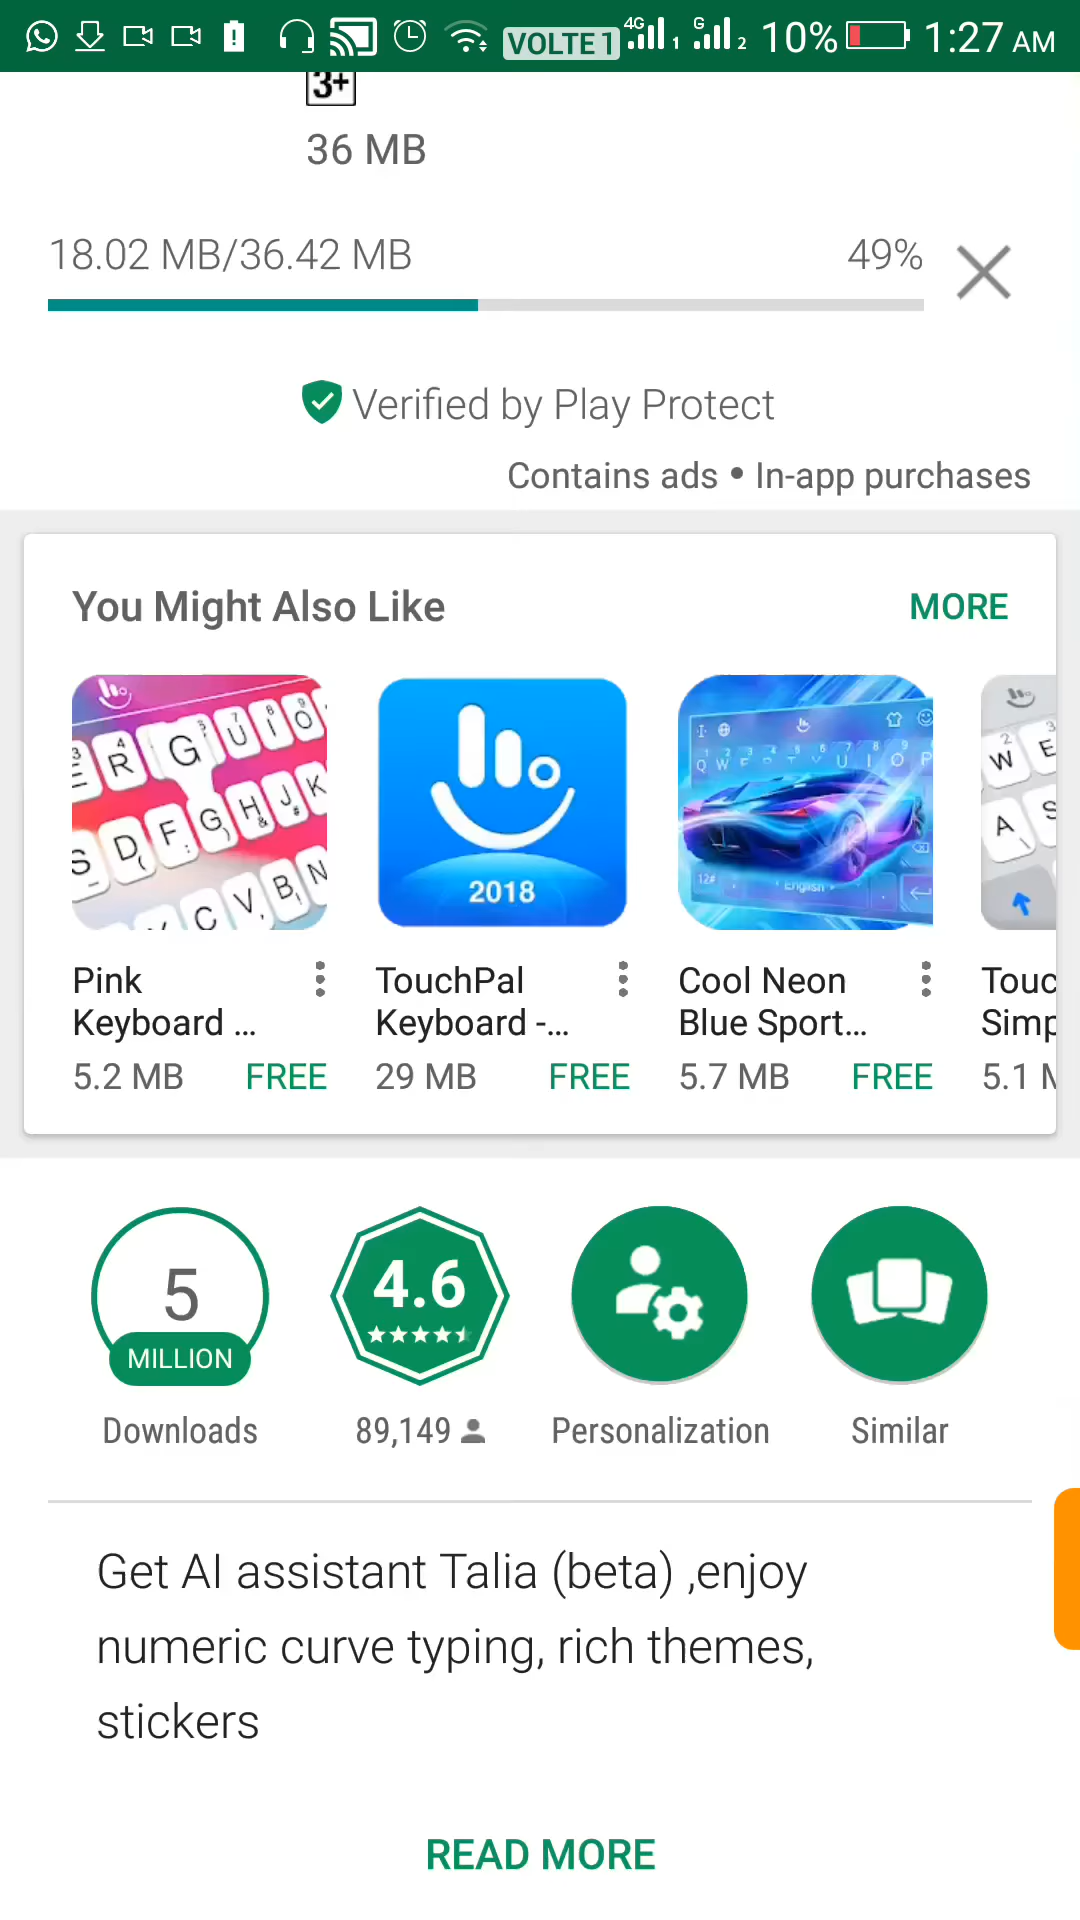 VOLTE 1 4G 1 G 2 10% 1:27 AM
3+
36 MB
18.02 MB/36.42 MB 49%
Verified by Play Protect
Contains ads • In-app purchases
You Might Also Like MORE
2018
English
Pink TouchPal Cool Neon Touc
Keyboard ... Keyboard -... Blue Sport... Simp
5.2 MB FREE 29 MB FREE 5.7 MB FREE 5.1 M
5 4.6
MILLION
Downloads 89,149 Personalization Similar
Get AI assistant Talia (beta) ,enjoy
numeric curve typing, rich themes,
stickers
READ MORE